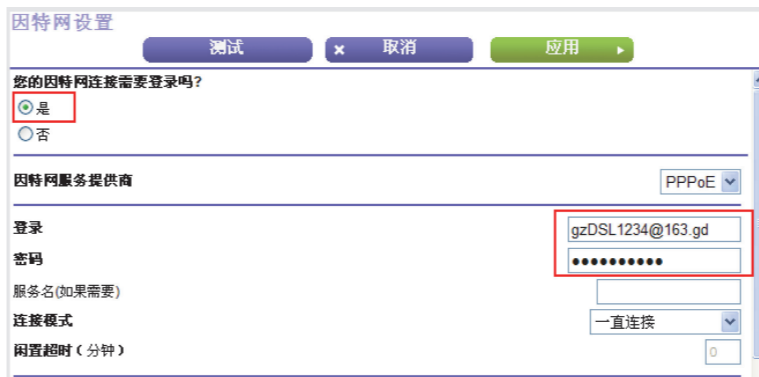 因特网设置
测试 × 取消 应用
您的因特网连接需要登录吗?
是
否
因特网服务提供商 PPPoE
登录 gzDSL1234@163.gd
密码 ●●●●●●●●●●
服务名(如果需要)
连接模式 一直连接
闲置超时(分钟) 0